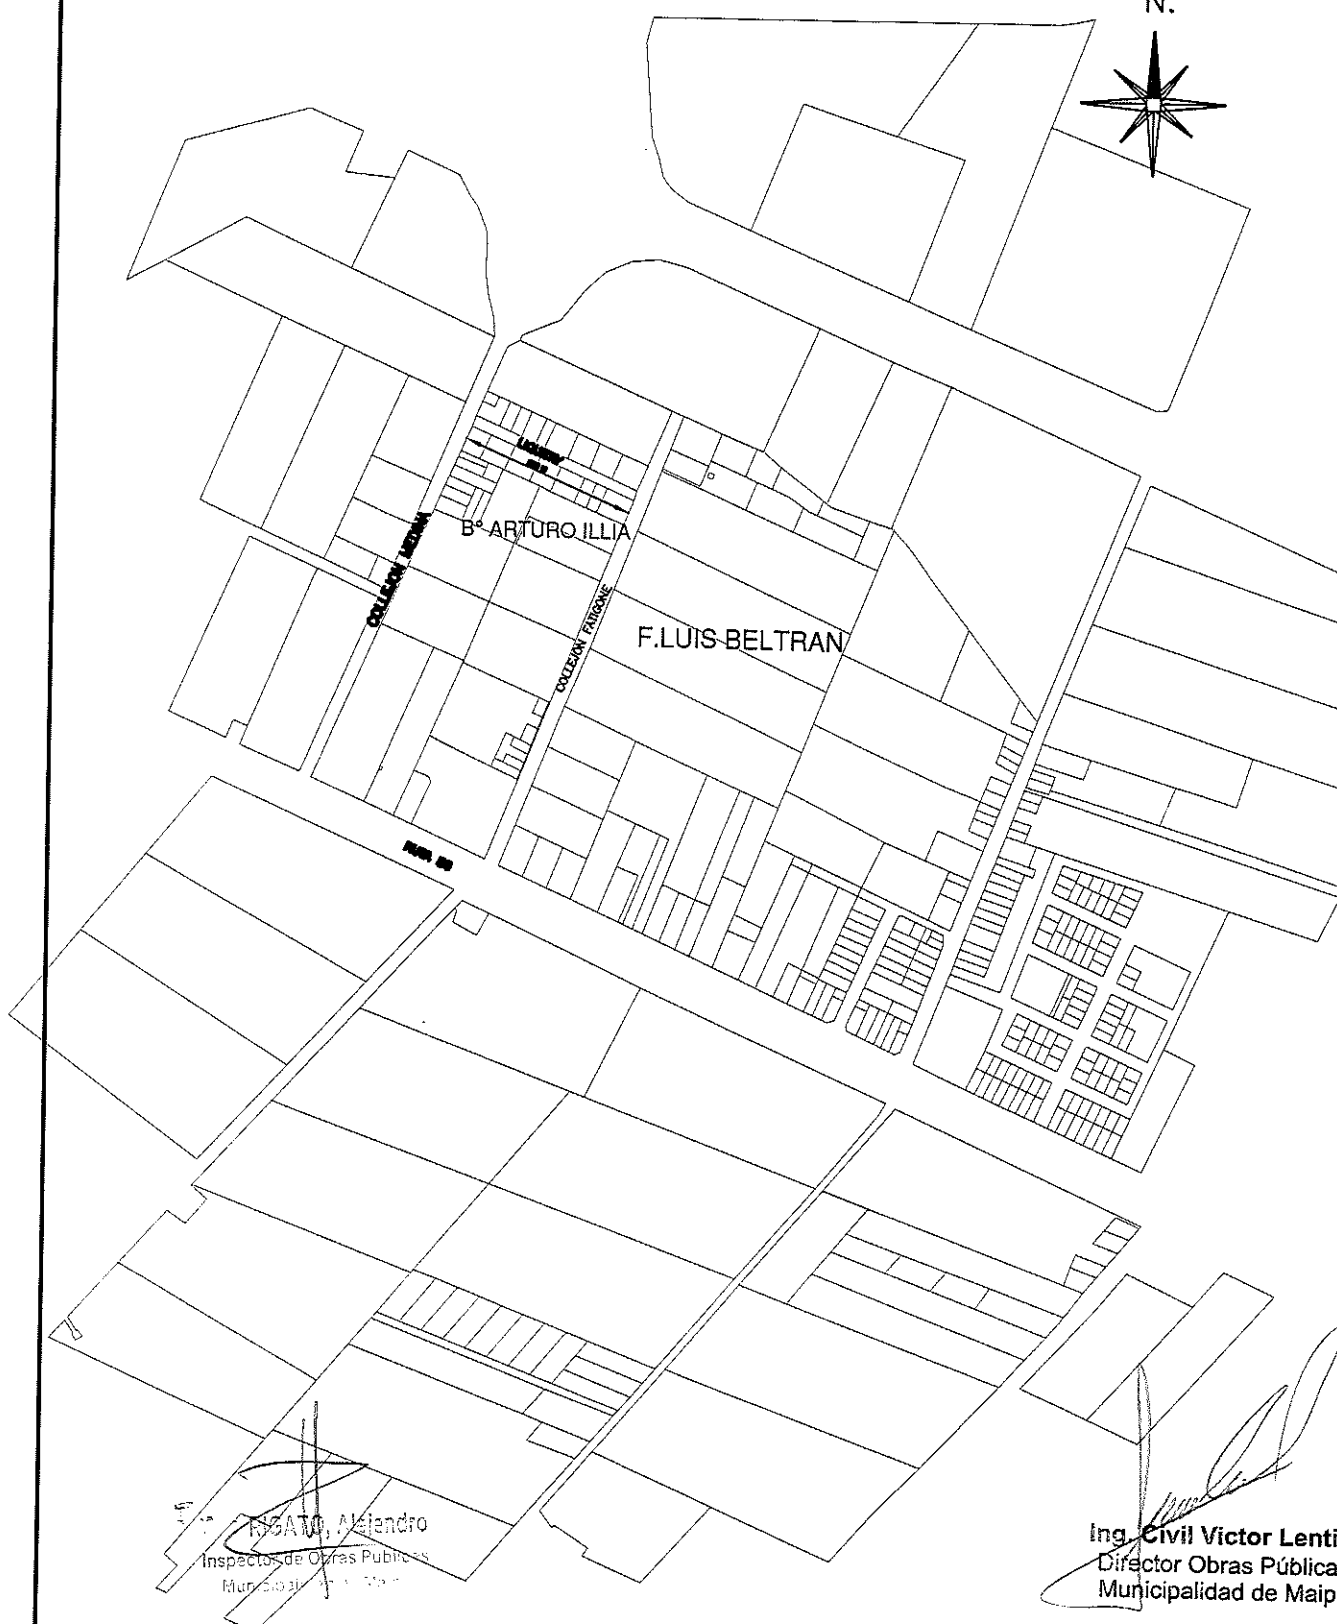 N.
B° ARTURO ILLIA
COLLEJON MEDINA
COLLEJON FATIGONE
F.LUIS BELTRAN
RIGATO, Alejandro
Inspector de Obras Publicas
Ing. Civil Victor Lenti
Director Obras Pública
Municipalidad de Maip